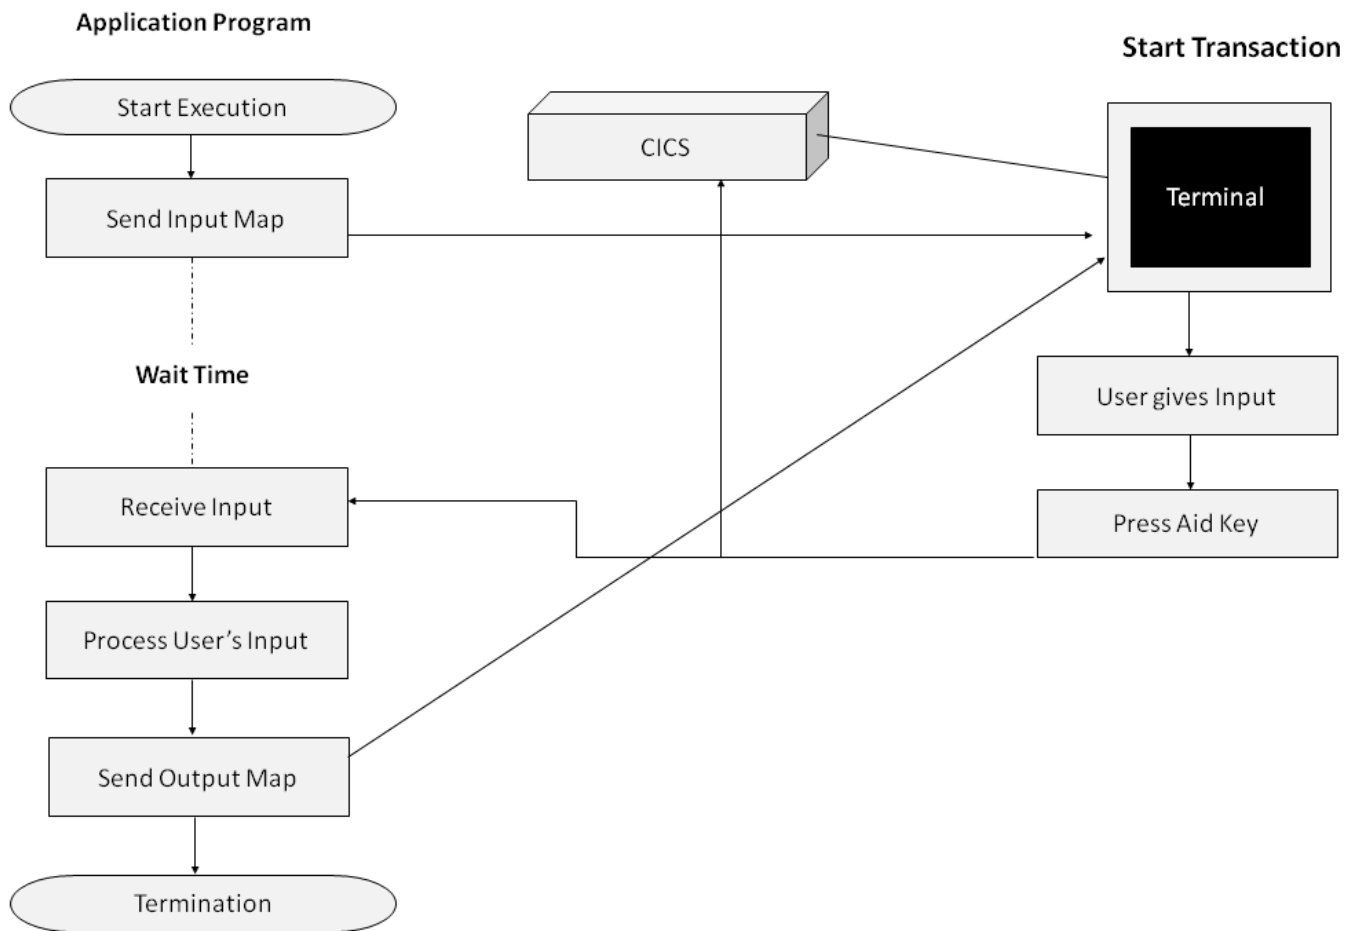 Application Program
Start Transaction
Start Execution
CICS
Terminal
Send Input Map
Wait Time
User gives Input
Receive Input
Press Aid Key
Process User's Input
Send Output Map
Termination